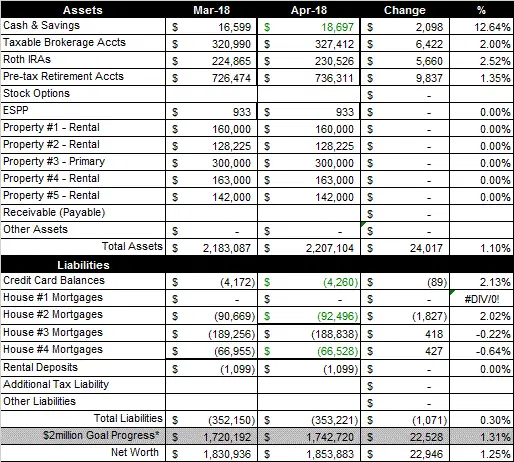 Assets Mar-18 Apr-18 Change %
Cash & Savings $ 16,599 $ 18,697 $ 2,098 12.64%
Taxable Brokerage Accts $ 320,990 $ 327,412 $ 6,422 2.00%
Roth IRAs $ 224,865 $ 230,526 $ 5,660 2.52%
Pre-tax Retirement Accts $ 726,474 $ 736,311 $ 9,837 1.35%
Stock Options $ -
ESPP $ 933 $ 933 $ - 0.00%
Property #1 - Rental $ 160,000 $ 160,000 $ - 0.00%
Property #2 - Rental $ 128,225 $ 128,225 $ - 0.00%
Property #3 - Primary $ 300,000 $ 300,000 $ - 0.00%
Property #4 - Rental $ 163,000 $ 163,000 $ - 0.00%
Property #5 - Rental $ 142,000 $ 142,000 $ - 0.00%
Receivable (Payable) $ -
Other Assets $ - $ - $ -
Total Assets $ 2,183,087 $ 2,207,104 $ 24,017 1.10%
Liabilities
Credit Card Balances $ (4,172) $ (4,260) $ (89) 2.13%
House #1 Mortgages $ - $ - $ - #DIV/0!
House #2 Mortgages $ (90,669) $ (92,496) $ (1,827) 2.02%
House #3 Mortgages $ (189,256) $ (188,838) $ 418 -0.22%
House #4 Mortgages $ (66,955) $ (66,528) $ 427 -0.64%
Rental Deposits $ (1,099) $ (1,099) $ - 0.00%
Additional Tax Liability $ -
Other Liabilities $ -
Total Liabilities $ (352,150) $ (353,221) $ (1,071) 0.30%
$2million Goal Progress* $ 1,720,192 $ 1,742,720 $ 22,528 1.31%
Net Worth $ 1,830,936 $ 1,853,883 $ 22,946 1.25%